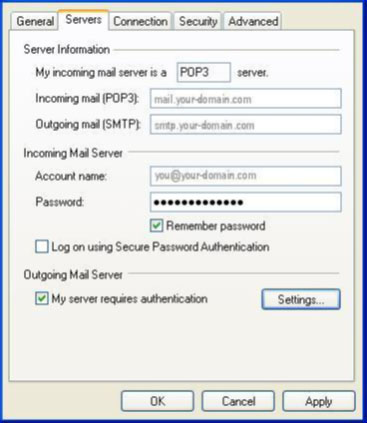 General Servers Connection Security Advanced
Server Information
My incoming mail server is a POP3 server.
Incoming mail (POP3): mail.your-domain.com
Outgoing mail (SMTP): smtp.your-domain.com
Incoming Mail Server
Account name: you@your-domain.com
Password: •••••••••••••
Remember password
Log on using Secure Password Authentication
Outgoing Mail Server
My server requires authentication Settings...
OK Cancel Apply